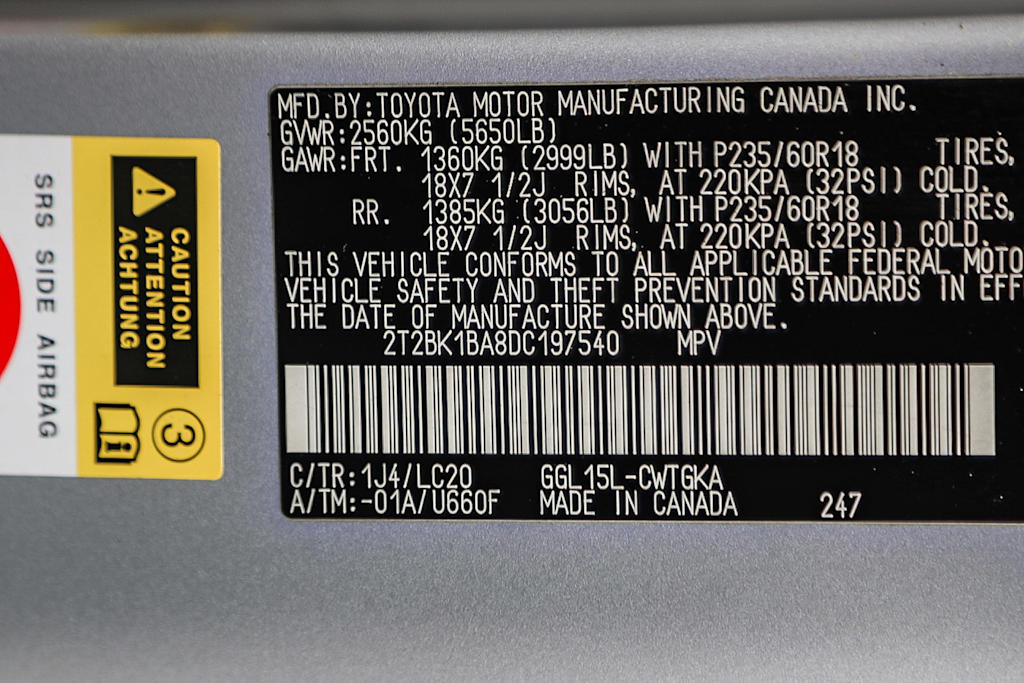 MFD.BY:TOYOTA MOTOR MANUFACTURING CANADA INC.
GVWR:2560KG (5650LB)
GAWR:FRT. 1360KG (2999LB) WITH P235/60R18 TIRES,
18X7 1/2J RIMS, AT 220KPA (32PSI) COLD.
RR. 1385KG (3056LB) WITH P235/60R18 TIRES,
18X7 1/2J RIMS, AT 220KPA (32PSI) COLD.
THIS VEHICLE CONFORMS TO ALL APPLICABLE FEDERAL MOTO
VEHICLE SAFETY AND THEFT PREVENTION STANDARDS IN EFF
THE DATE OF MANUFACTURE SHOWN ABOVE.
2T2BK1BA8DC197540 MPV
C/TR:1J4/LC20 GGL15L-CWTGKA
A/TM:-01A/U660F MADE IN CANADA 247
CAUTION
ATTENTION
ACHTUNG
3
SRS SIDE AIRBAG